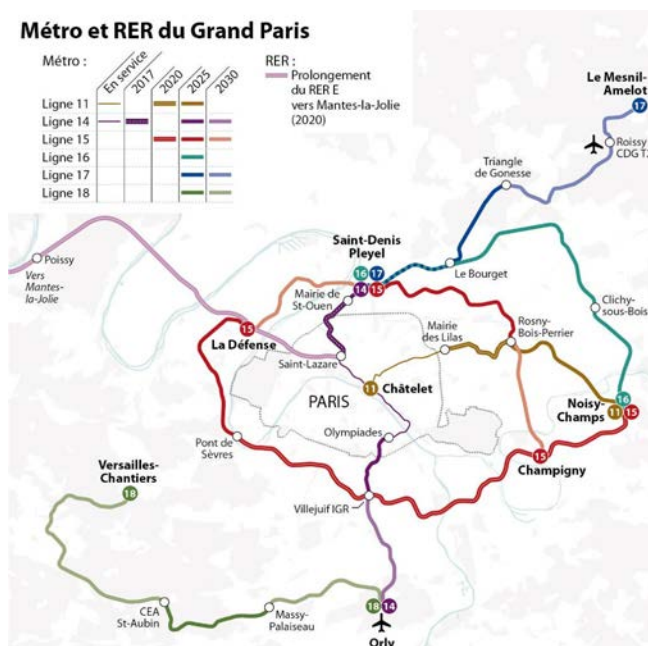 Métro et RER du Grand Paris
Métro :
En service
2017
2020
2025
2030
Ligne 11
Ligne 14
Ligne 15
Ligne 16
Ligne 17
Ligne 18
RER :
Prolongement
du RER E
vers Mantes-la-Jolie
(2020)
Le Mesnil-
Amelot
17
Roissy
CDG T2
Triangle
de Gonesse
Saint-Denis
Pleyel
16 17
14 15
Le Bourget
Poissy
Vers
Mantes-
la-Jolie
Mairie de
St-Ouen
Clichy-
sous-Bois
15
La Défense
Mairie
des Lilas
Rosny-
Bois-Perrier
Saint-Lazare
11 Châtelet
PARIS
16
11 15
Noisy-
Champs
Olympiades
Pont de
Sèvres
15
Champigny
Versailles-
Chantiers
18
Villejuif IGR
CEA
St-Aubin
Massy-
Palaiseau
18 14
Orly